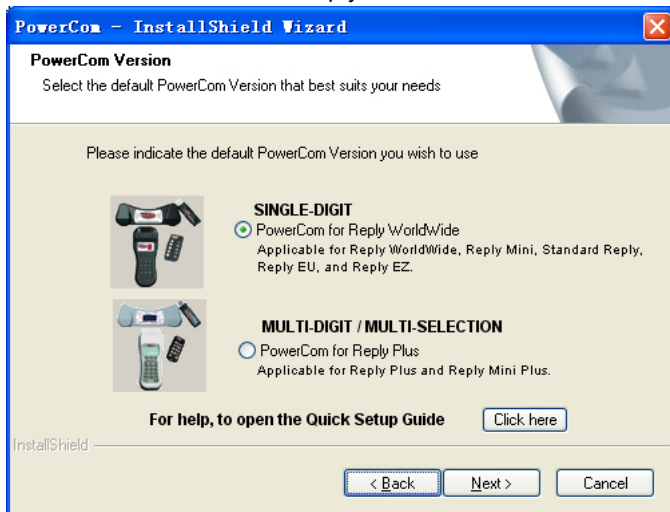 PowerCom - InstallShield Wizard
PowerCom Version
Select the default PowerCom Version that best suits your needs
Please indicate the default PowerCom Version you wish to use
SINGLE-DIGIT
PowerCom for Reply WorldWide
Applicable for Reply WorldWide, Reply Mini, Standard Reply,
Reply EU, and Reply EZ.
MULTI-DIGIT / MULTI-SELECTION
PowerCom for Reply Plus
Applicable for Reply Plus and Reply Mini Plus.
For help, to open the Quick Setup Guide Click here
InstallShield
< Back Next > Cancel